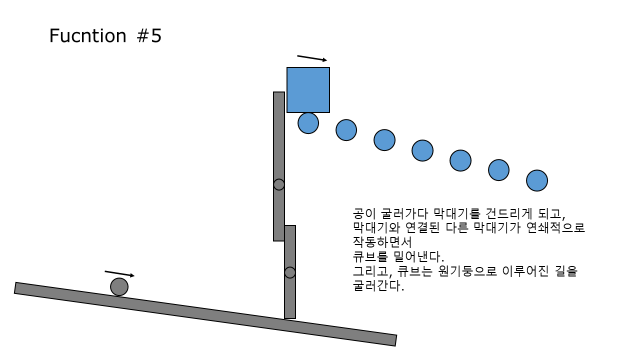 Fucntion #5
공이 굴러가다 막대기를 건드리게 되고,
막대기와 연결된 다른 막대기가 연쇄적으로
작동하면서
큐브를 밀어낸다.
그리고, 큐브는 원기둥으로 이루어진 길을
굴러간다.